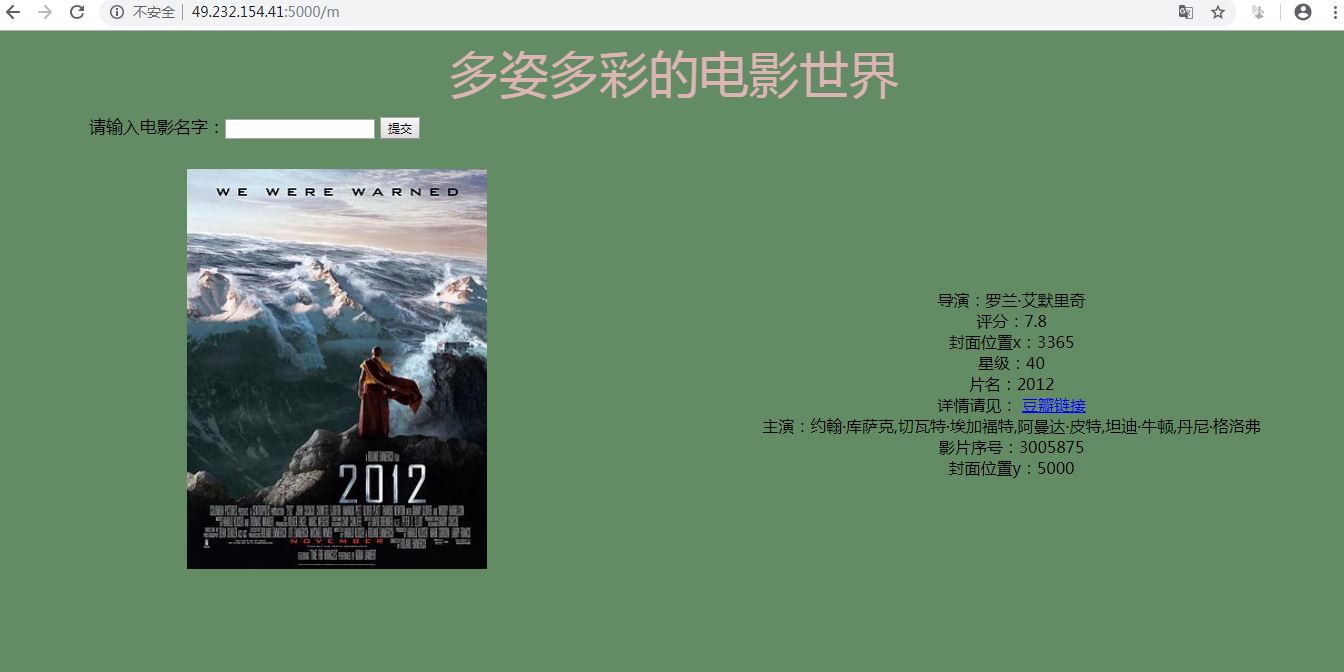 不安全 49.232.154.41:5000/m
多姿多彩的电影世界
请输入电影名字： 提交
WE WERE WARNED
2012
NOVEMBER
导演：罗兰·艾默里奇
评分：7.8
封面位置x：3365
星级：40
片名：2012
详情请见： 豆瓣链接
主演：约翰·库萨克,切瓦特·埃加福特,阿曼达·皮特,坦迪·牛顿,丹尼·格洛弗
影片序号：3005875
封面位置y：5000